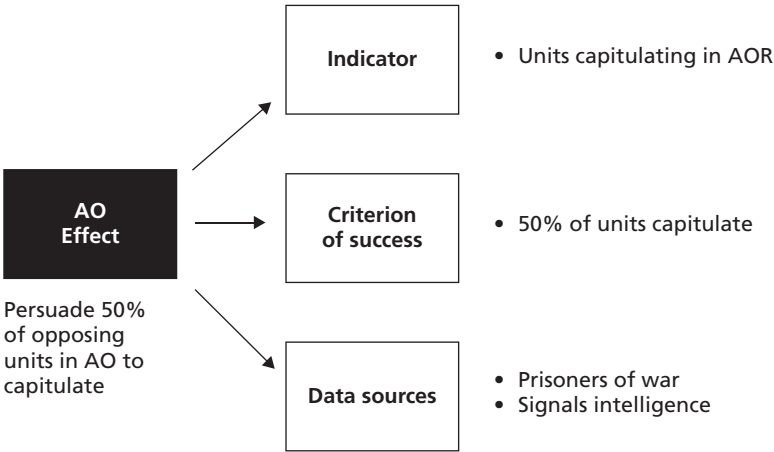 Indicator
• Units capitulating in AOR
AO
Effect
Persuade 50%
of opposing
units in AO to
capitulate
Criterion
of success
• 50% of units capitulate
Data sources
• Prisoners of war
• Signals intelligence